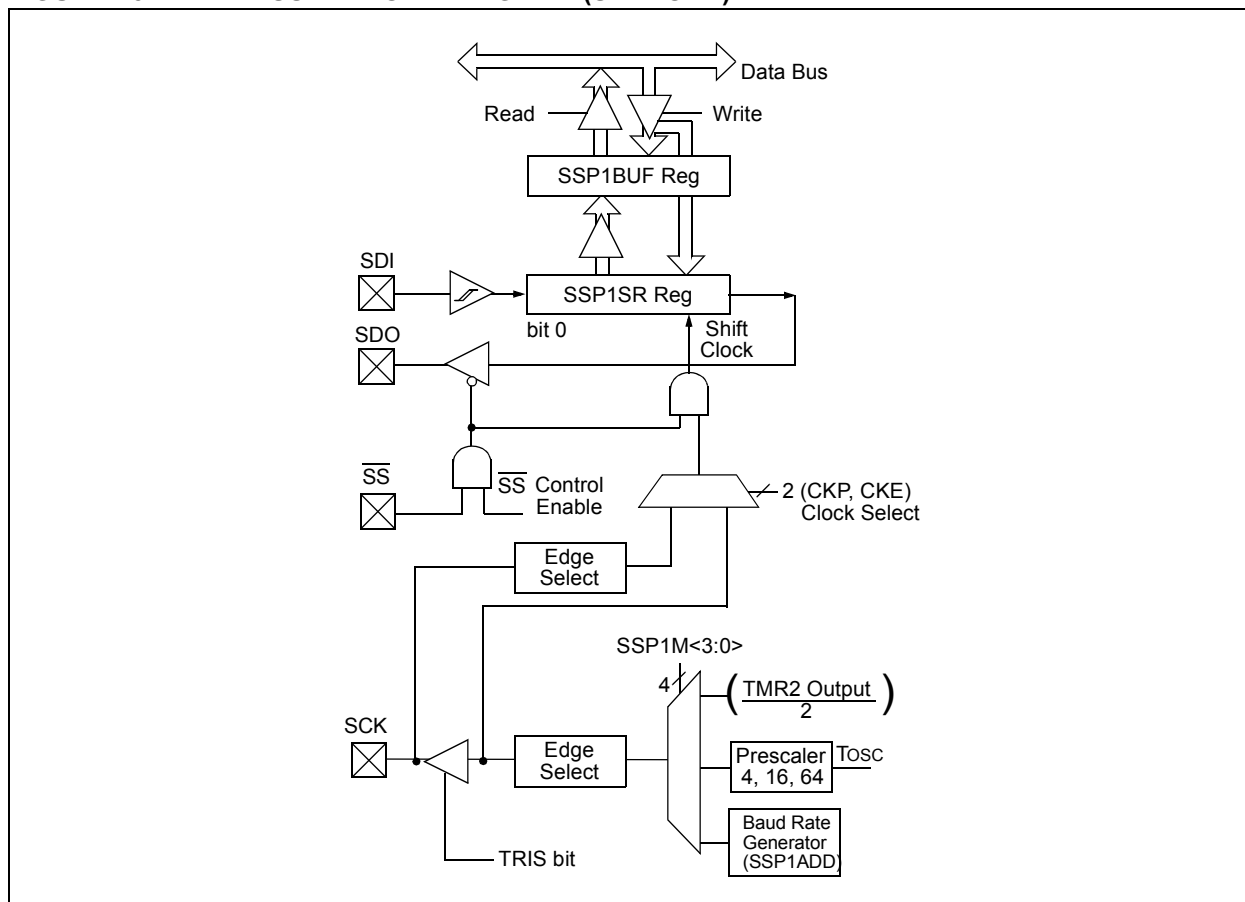 Data Bus
Read
Write
SSP1BUF Reg
SDI
SSP1SR Reg
bit 0
Shift
Clock
SDO
SS
SS Control
Enable
2 (CKP, CKE)
Clock Select
Edge
Select
SSP1M<3:0>
4
(TMR2 Output)
2
SCK
Edge
Select
Prescaler
4, 16, 64
TOSC
Baud Rate
Generator
(SSP1ADD)
TRIS bit